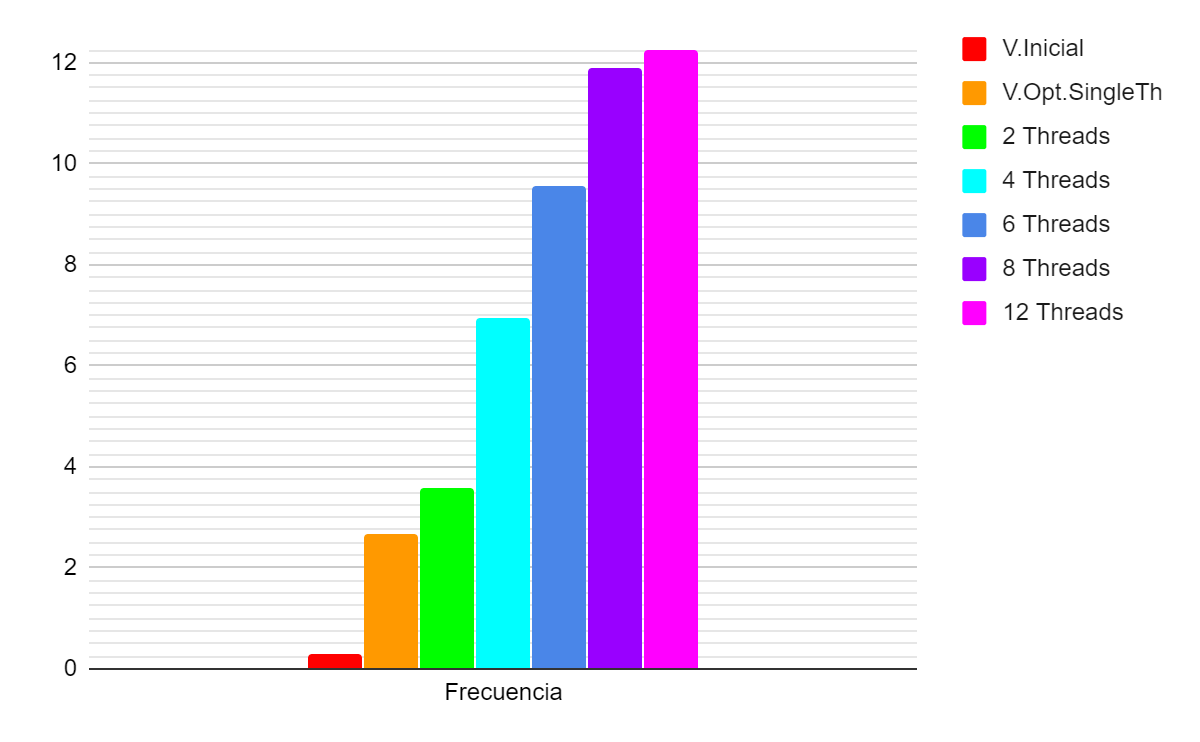 12
10
8
6
4
2
0
Frecuencia
V.Inicial
V.Opt.SingleTh
2 Threads
4 Threads
6 Threads
8 Threads
12 Threads